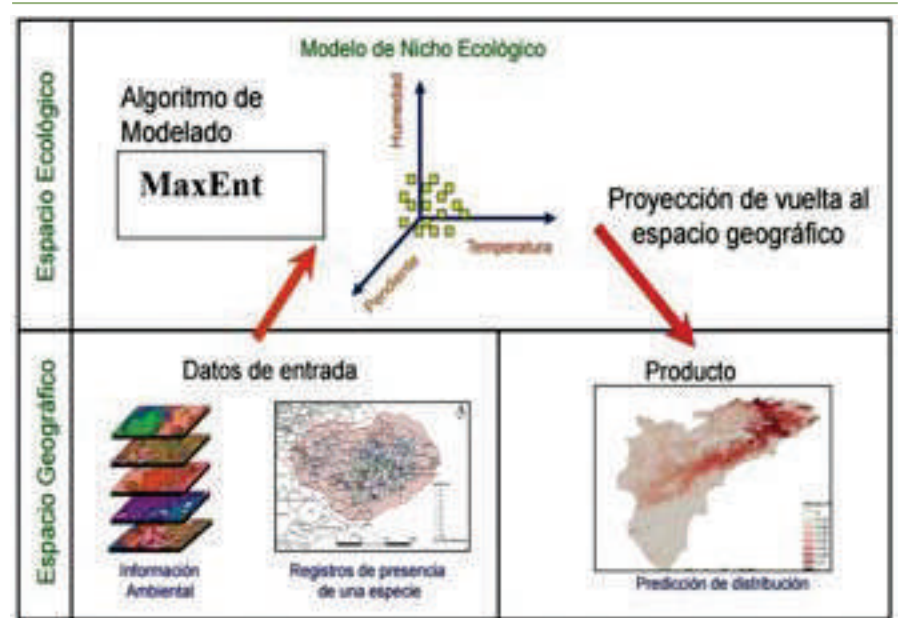 Espacio Ecológico
Modelo de Nicho Ecológico
Algoritmo de
Modelado
MaxEnt
Humedad
Temperatura
Pendiente
Proyección de vuelta al
espacio geográfico
Espacio Geográfico
Datos de entrada
Información
Ambiental
Registros de presencia
de una especie
Producto
Predicción de distribución